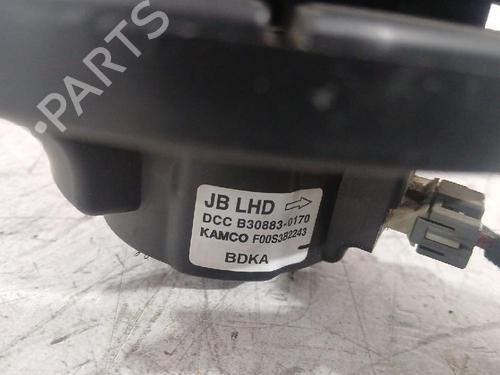 B PARTS
JB LHD
DCC B30883-0170
KAMCO F00S3B2243
BDKA